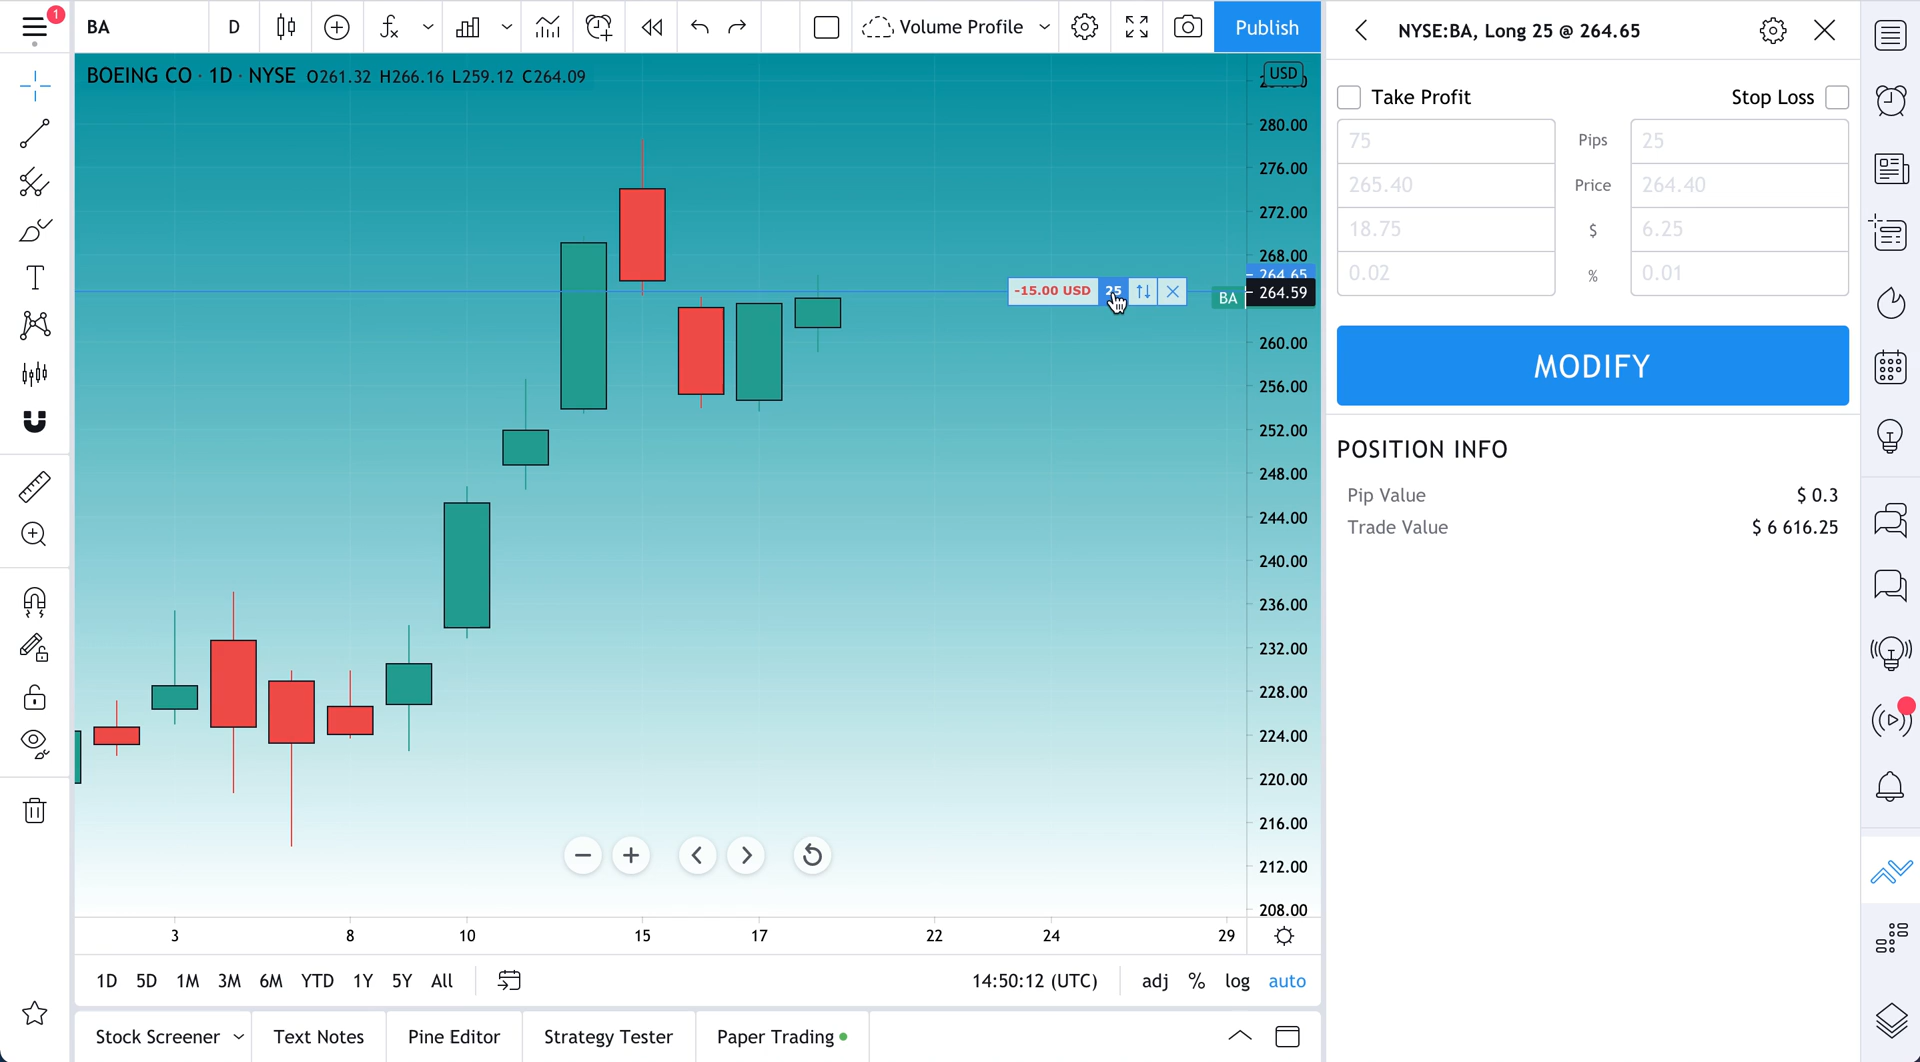 1
BA
D
Volume Profile
Publish
NYSE:BA, Long 25 @ 264.65
BOEING CO · 1D · NYSE O261.32 H266.16 L259.12 C264.09
USD
280.00
276.00
272.00
268.00
264.65
264.59
BA
-15.00 USD 25
260.00
256.00
252.00
248.00
244.00
240.00
236.00
232.00
228.00
224.00
220.00
216.00
212.00
208.00
3 8 10 15 17 22 24 29
1D 5D 1M 3M 6M YTD 1Y 5Y All
14:50:12 (UTC)
adj % log auto
Stock Screener
Text Notes
Pine Editor
Strategy Tester
Paper Trading
Take Profit
Stop Loss
75 Pips 25
265.40 Price 264.40
18.75 $ 6.25
0.02 % 0.01
MODIFY
POSITION INFO
Pip Value $ 0.3
Trade Value $ 6 616.25